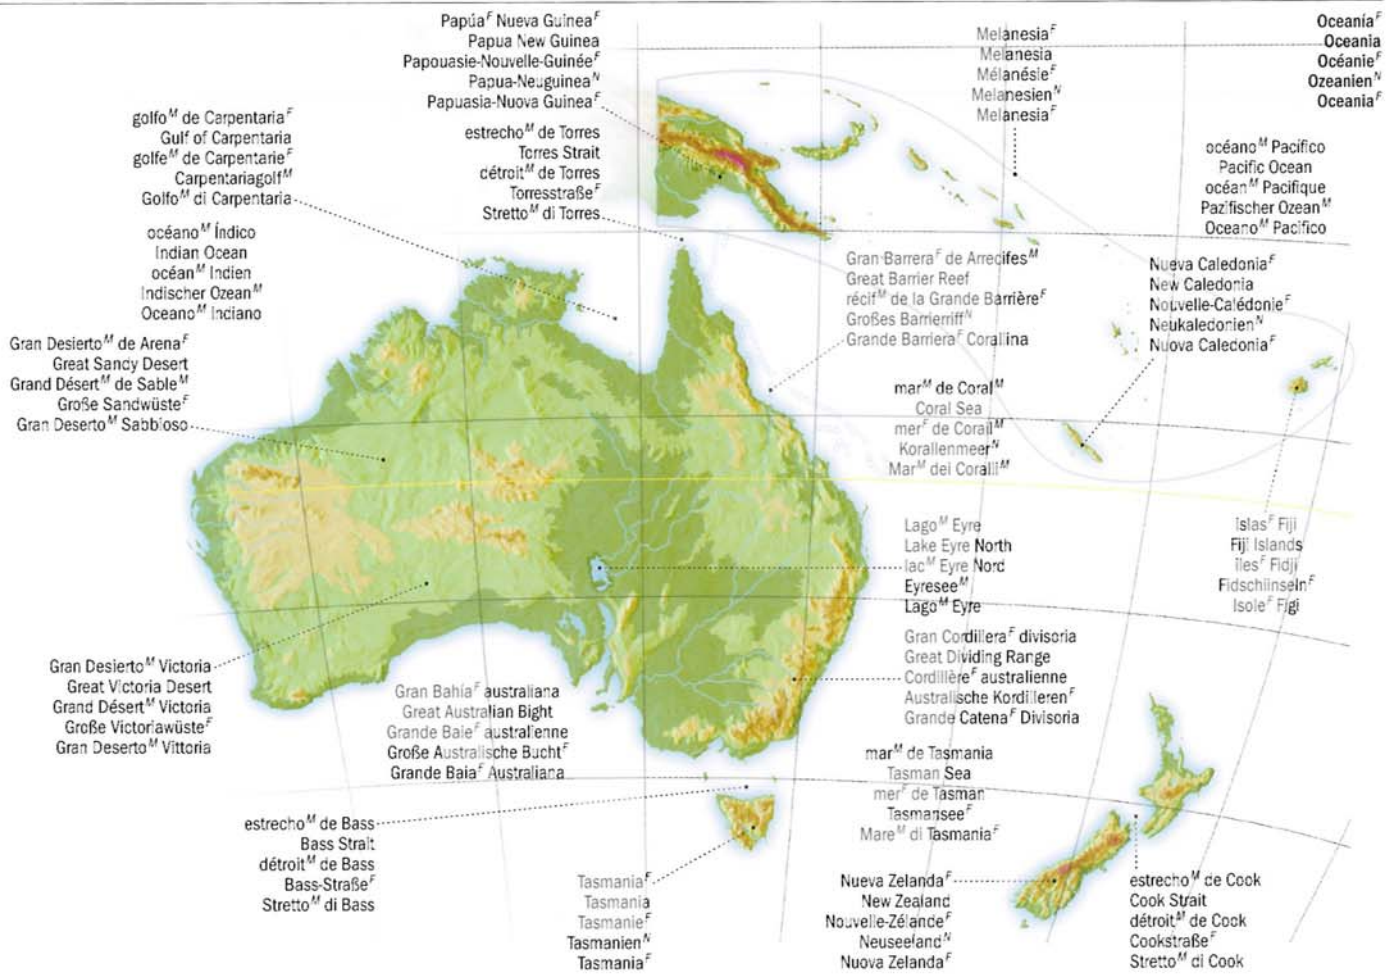 Papúa^F Nueva Guinea^F
Papua New Guinea
Papouasie-Nouvelle-Guinée^F
Papua-Neuguinea^N
Papuasia-Nuova Guinea^F
Melanesia^F
Melanesia
Mélanésie^F
Melanesien^N
Melanesia^F
Oceanía^F
Oceania
Océanie^F
Ozeanien^N
Oceania^F
golfo^M de Carpentaria^F
Gulf of Carpentaria
golfe^M de Carpentarie^F
Carpentariagolf^M
Golfo^M di Carpentaria
estrecho^M de Torres
Torres Strait
détroit^M de Torres
Torresstraße^F
Stretto^M di Torres
océano^M Pacífico
Pacific Ocean
océan^M Pacifique
Pazifischer Ozean^M
Oceano^M Pacifico
océano^M Índico
Indian Ocean
océan^M Indien
Indischer Ozean^M
Oceano^M Indiano
Gran Barrera^F de Arrecifes^M
Great Barrier Reef
récif^M de la Grande Barrière^F
Großes Barrierriff^N
Grande Barriera^F Corallina
Nueva Caledonia^F
New Caledonia
Nouvelle-Calédonie^F
Neukaledonien^N
Nuova Caledonia^F
Gran Desierto^M de Arena^F
Great Sandy Desert
Grand Désert^M de Sable^M
Große Sandwüste^F
Gran Deserto^M Sabbioso
mar^M de Coral^M
Coral Sea
mer^F de Corail^M
Korallenmeer^N
Mar^M dei Coralli^M
Lago^M Eyre
Lake Eyre North
lac^M Eyre Nord
Eyresee^M
Lago^M Eyre
Islas^F Fiji
Fiji Islands
îles^F Fidji
Fidschiinseln^F
Isole^F Figi
Gran Cordillera^F divisoria
Great Dividing Range
Cordillère^F australienne
Australische Kordilleren^F
Grande Catena^F Divisoria
Gran Desierto^M Victoria
Great Victoria Desert
Grand Désert^M Victoria
Große Victoriawüste^F
Gran Deserto^M Vittoria
Gran Bahía^F australiana
Great Australian Bight
Grande Baie^F australienne
Große Australische Bucht^F
Grande Baia^F Australiana
mar^M de Tasmania
Tasman Sea
mer^F de Tasman
Tasmansee^F
Mare^M di Tasmania^F
estrecho^M de Bass
Bass Strait
détroit^M de Bass
Bass-Straße^F
Stretto^M di Bass
Tasmania^F
Tasmania
Tasmanie^F
Tasmanien^N
Tasmania^F
Nueva Zelanda^F
New Zealand
Nouvelle-Zélande^F
Neuseeland^N
Nuova Zelanda^F
estrecho^M de Cook
Cook Strait
détroit^M de Cook
Cookstraße^F
Stretto^M di Cook